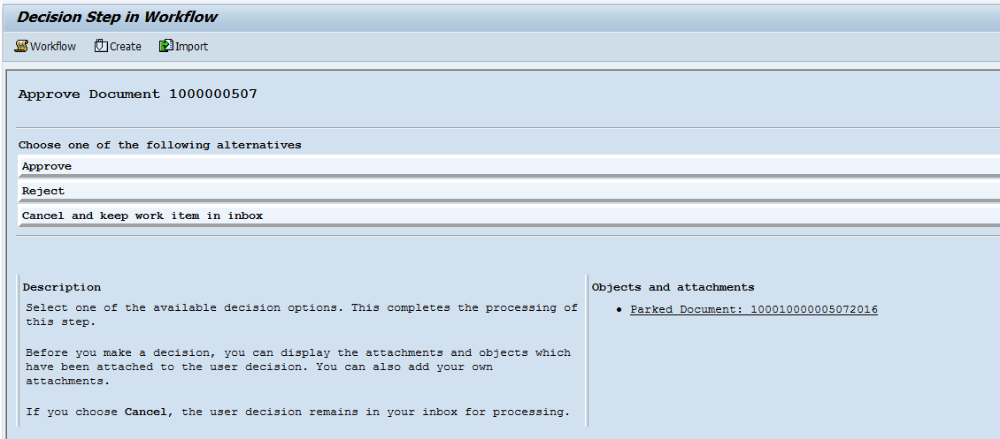 Decision Step in Workflow
Workflow Create Import
Approve Document 1000000507
Choose one of the following alternatives
Approve
Reject
Cancel and keep work item in inbox
Description
Select one of the available decision options. This completes the processing of
this step.
Before you make a decision, you can display the attachments and objects which
have been attached to the user decision. You can also add your own
attachments.
If you choose Cancel, the user decision remains in your inbox for processing.
Objects and attachments
• Parked Document: 100010000005072016